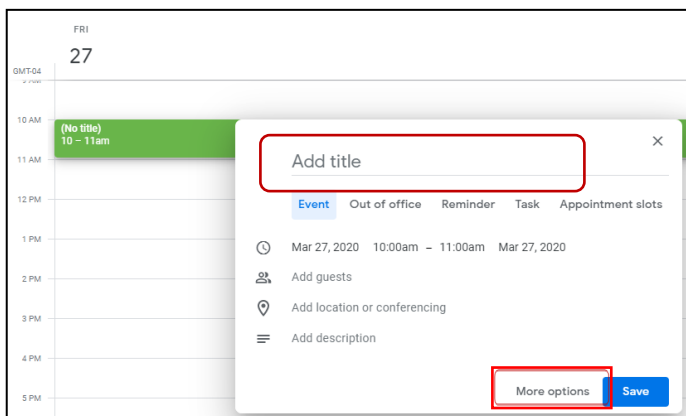 FRI
27
GMT-04
10 AM
(No title)
10 – 11am
11 AM
12 PM
1 PM
2 PM
3 PM
4 PM
5 PM
Add title
Event Out of office Reminder Task Appointment slots
Mar 27, 2020 10:00am – 11:00am Mar 27, 2020
Add guests
Add location or conferencing
Add description
More options Save